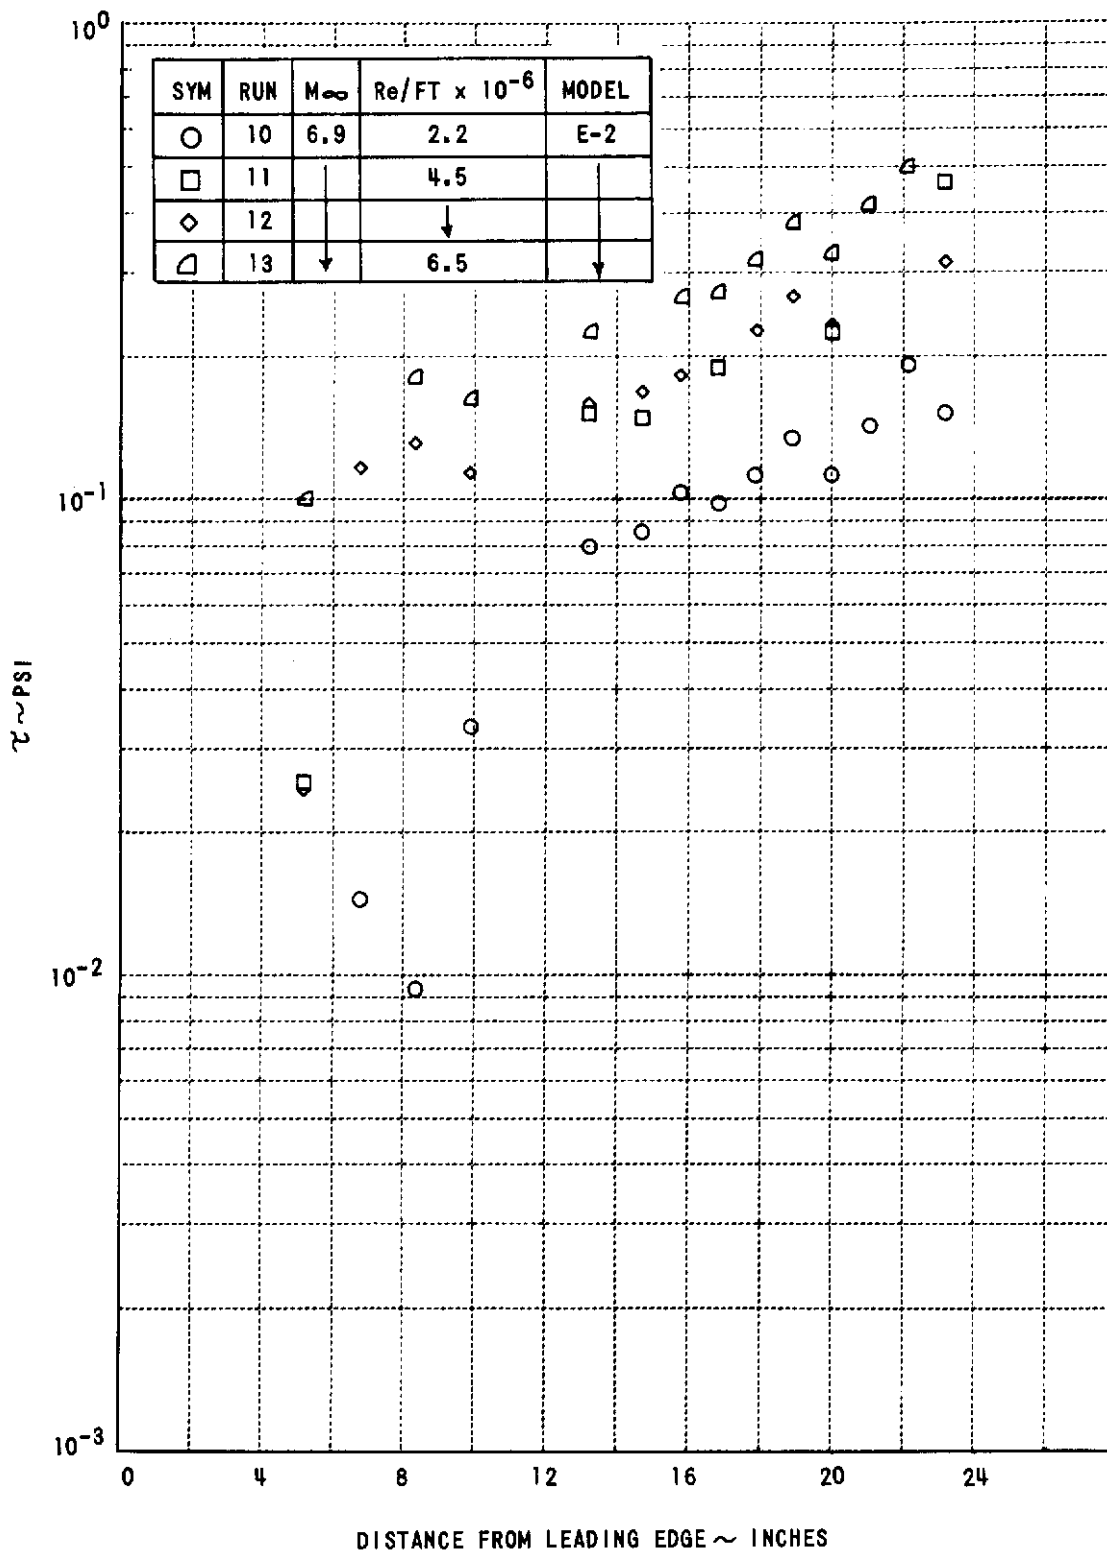 10⁰
SYM RUN M∞ Re/FT x 10⁻⁶ MODEL
10 6.9 2.2 E-2
11 4.5
12
13 6.5
10⁻¹
τ ~ PSI
10⁻²
10⁻³
0 4 8 12 16 20 24
DISTANCE FROM LEADING EDGE ~ INCHES